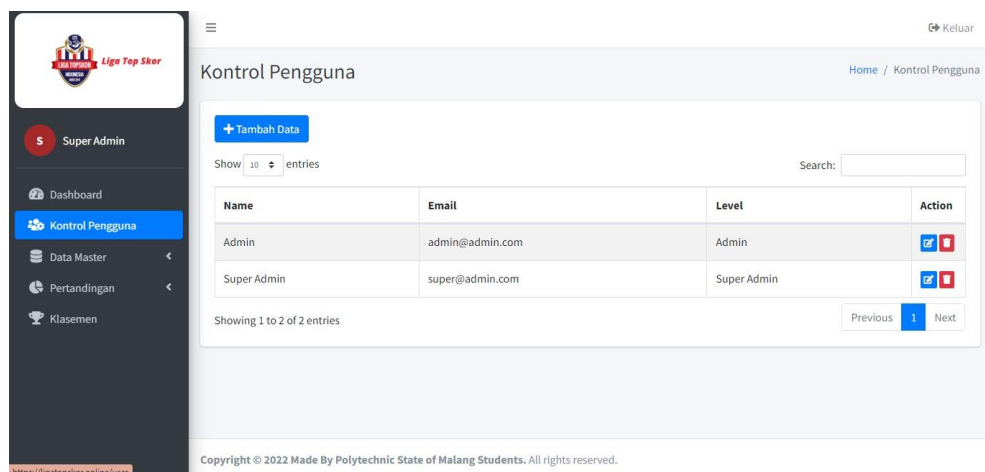 LIGA TOPSKOR
INDONESIA
Liga Top Skor
Keluar
Kontrol Pengguna
Home / Kontrol Pengguna
S Super Admin
Tambah Data
Show 10 entries
Search:
Dashboard
Kontrol Pengguna
Data Master
Pertandingan
Klasemen
Name Email Level Action
Admin admin@admin.com Admin
Super Admin super@admin.com Super Admin
Showing 1 to 2 of 2 entries
Previous 1 Next
Copyright © 2022 Made By Polytechnic State of Malang Students. All rights reserved.